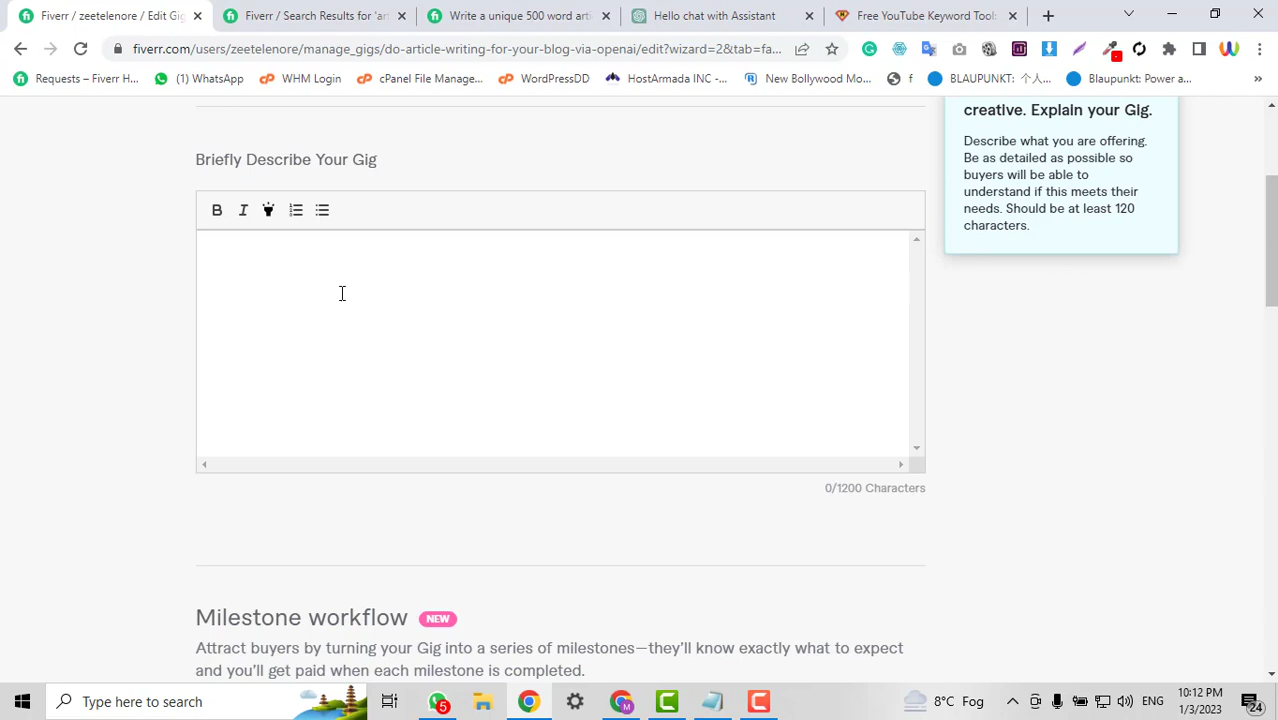 Fiverr / zeetelenore / Edit Gi
Fiverr / Search Results for 'ar
Write a unique 500 word artic
Hello chat with Assistant
Free YouTube Keyword Tool:
fiverr.com/users/zeetelenore/manage_gigs/do-article-writing-for-your-blog-via-openai/edit?wizard=2&tab=fa...
Requests – Fiverr H...
(1) WhatsApp
WHM Login
cPanel File Manage...
WordPressDD
HostArmada INC -...
New Bollywood Mo...
f
BLAUPUNKT: 个人...
Blaupunkt: Power a...
»
creative. Explain your Gig.
Describe what you are offering.
Be as detailed as possible so
buyers will be able to
understand if this meets their
needs. Should be at least 120
characters.
Briefly Describe Your Gig
B I
0/1200 Characters
Milestone workflow NEW
Attract buyers by turning your Gig into a series of milestones—they'll know exactly what to expect
and you'll get paid when each milestone is completed.
Type here to search
5
8°C Fog
ENG
10:12 PM
1/3/2023
24